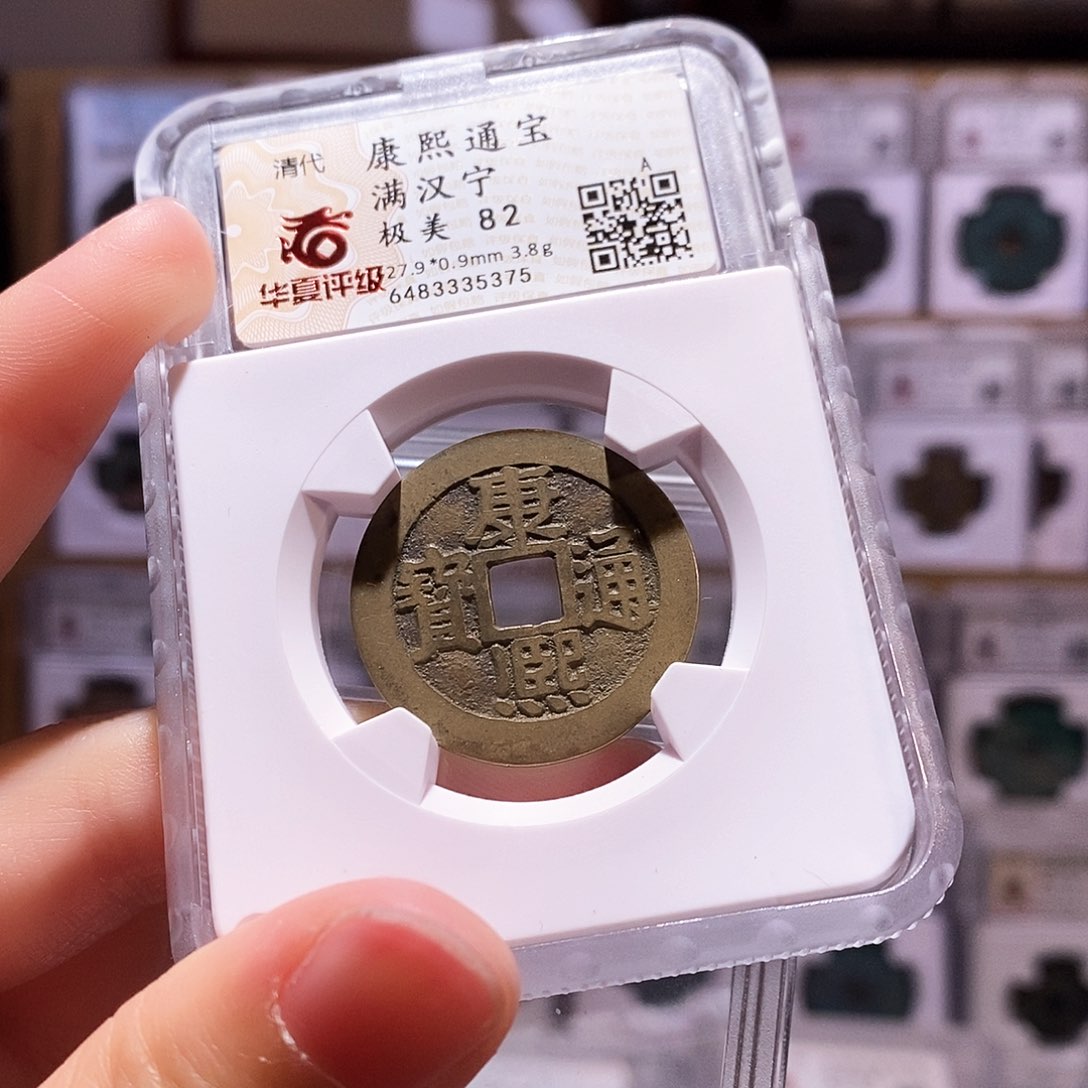 清代
康熙通宝
满汉宁
极美 82
27.9*0.9mm 3.8g
6483335375
A
华夏评级
康
熙
通
寳